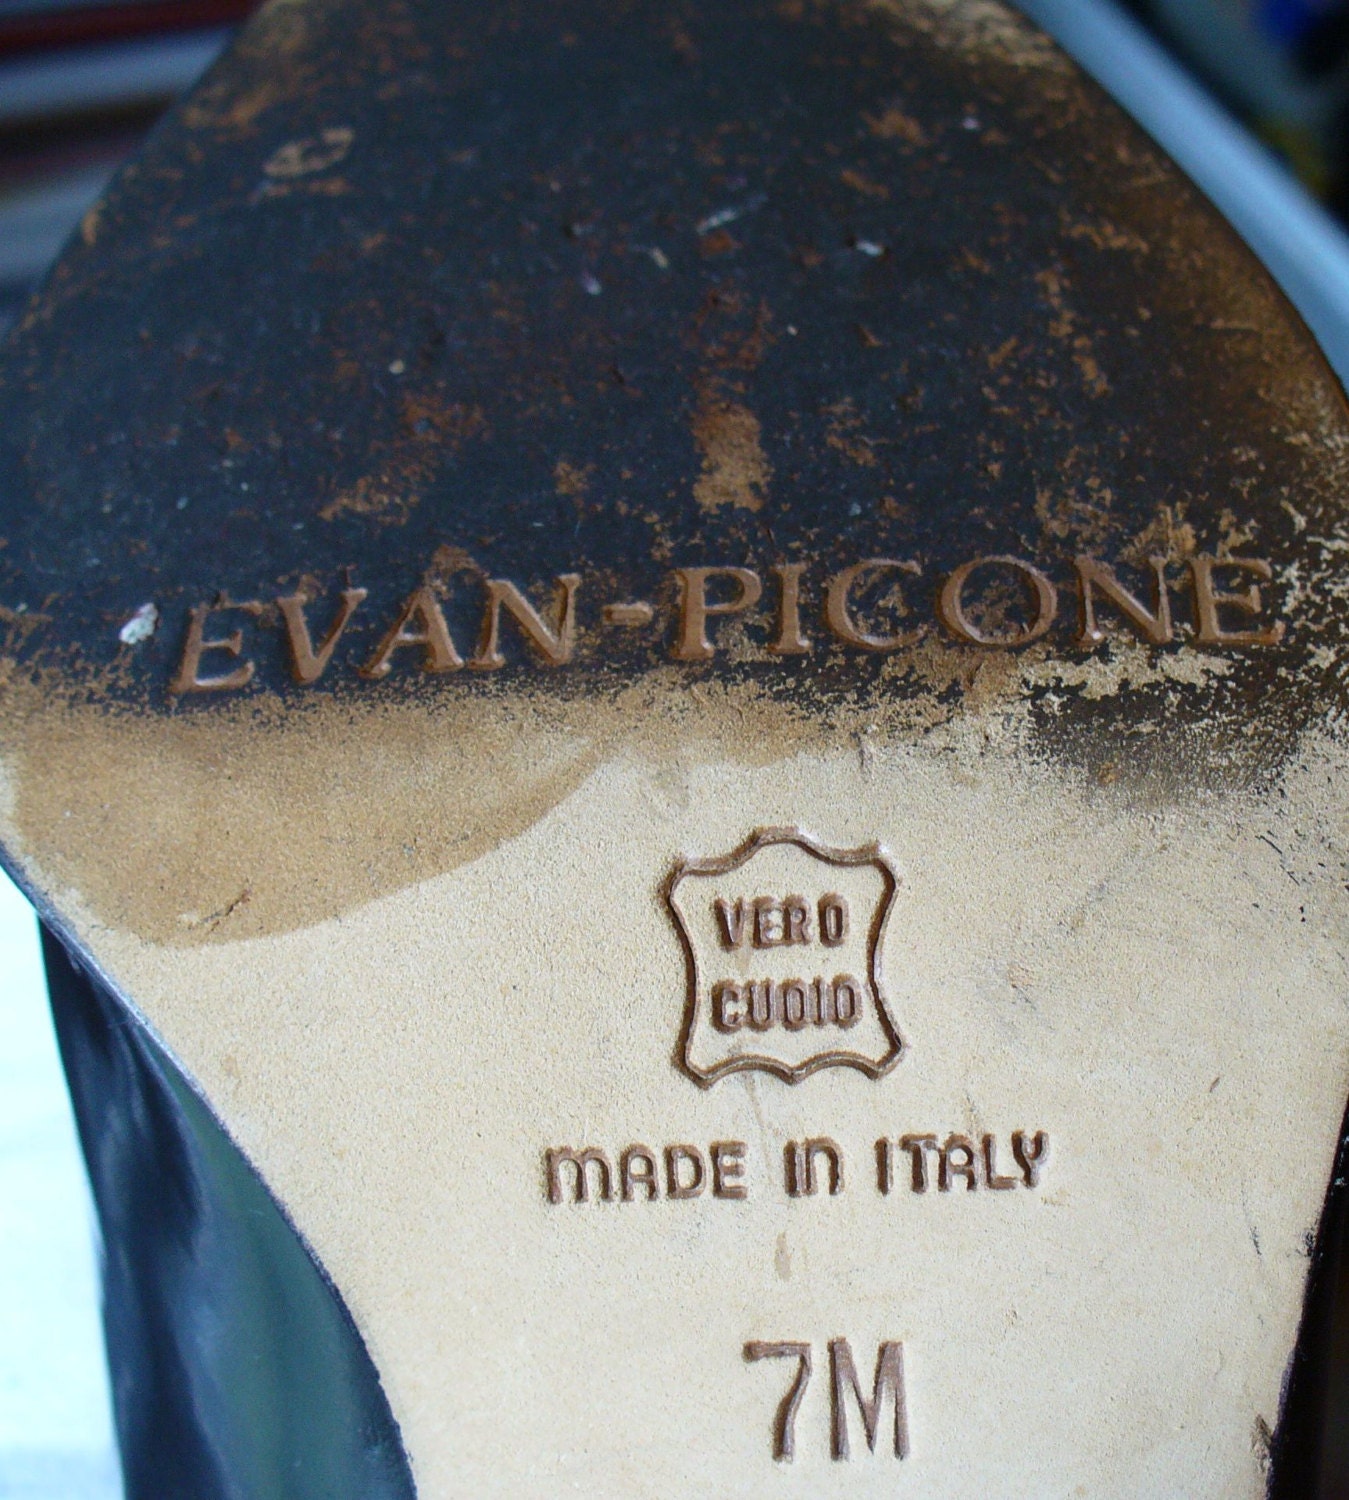 EVAN-PICONE
VERO
CUOIO
MADE IN ITALY
7M